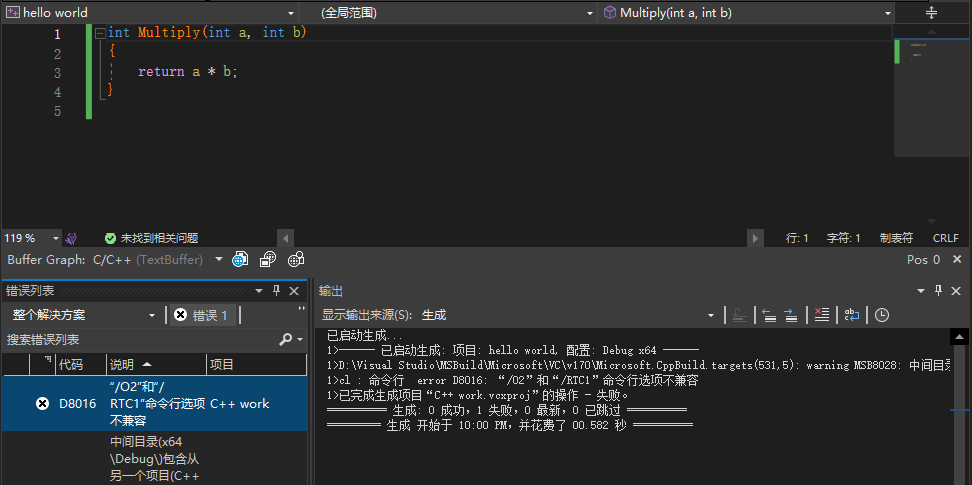 hello world (全局范围) Multiply(int a, int b)
1 int Multiply(int a, int b)
2 {
3 return a * b;
4 }
5
119 % 未找到相关问题 行: 1 字符: 1 制表符 CRLF
Buffer Graph: C/C++ (TextBuffer) Pos 0
错误列表
整个解决方案 错误 1
搜索错误列表
代码 说明 项目
D8016 “/O2”和“/
RTC1”命令行选项 C++ work
不兼容
中间目录(x64
\Debug\)包含从
另一个项目(C++
输出
显示输出来源(S): 生成
已启动生成...
1>------ 已启动生成: 项目: hello world, 配置: Debug x64 ------
1>D:\Visual Studio\MSBuild\Microsoft\VC\v170\Microsoft.CppBuild.targets(531,5): warning MSB8028: 中间目录
1>cl : 命令行 error D8016: “/O2”和“/RTC1”命令行选项不兼容
1>已完成生成项目“C++ work.vcxproj”的操作 - 失败。
========== 生成: 0 成功，1 失败，0 最新，0 已跳过 ==========
========== 生成 开始于 10:00 PM，并花费了 00.582 秒 ==========